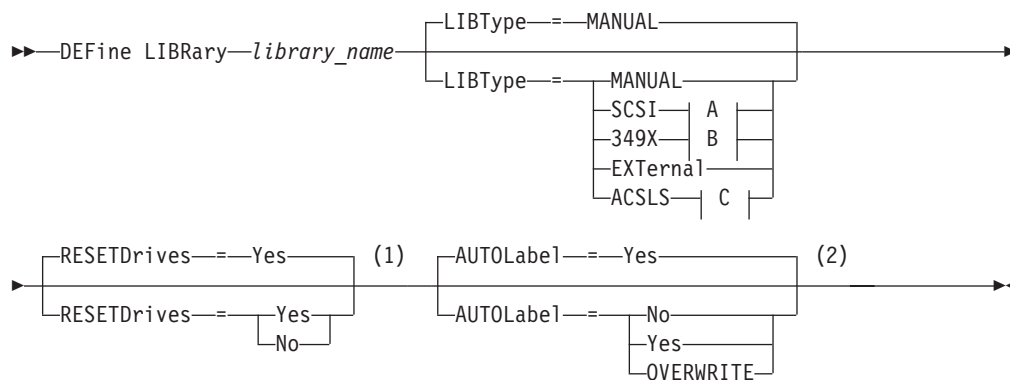 LIBType = MANUAL
DEFine LIBRary library_name
LIBType = MANUAL
SCSI A
349X B
EXTernal
ACSLS C
RESETDrives = Yes (1) AUTOLabel = Yes (2)
RESETDrives = Yes AUTOLabel = No
No Yes
OVERWRITE